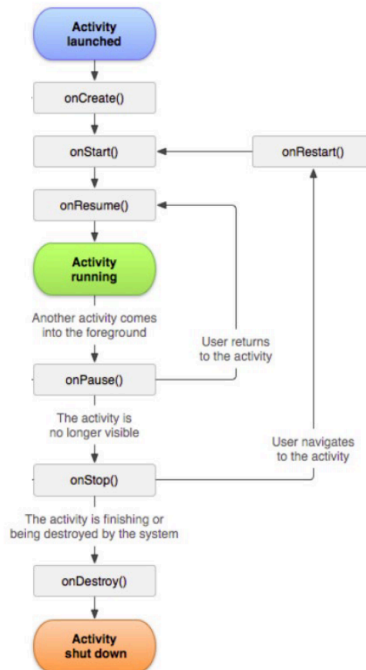 Activity
launched
onCreate()
onStart()
onRestart()
onResume()
Activity
running
Another activity comes
into the foreground
User returns
to the activity
onPause()
The activity is
no longer visible
User navigates
to the activity
onStop()
The activity is finishing or
being destroyed by the system
onDestroy()
Activity
shut down